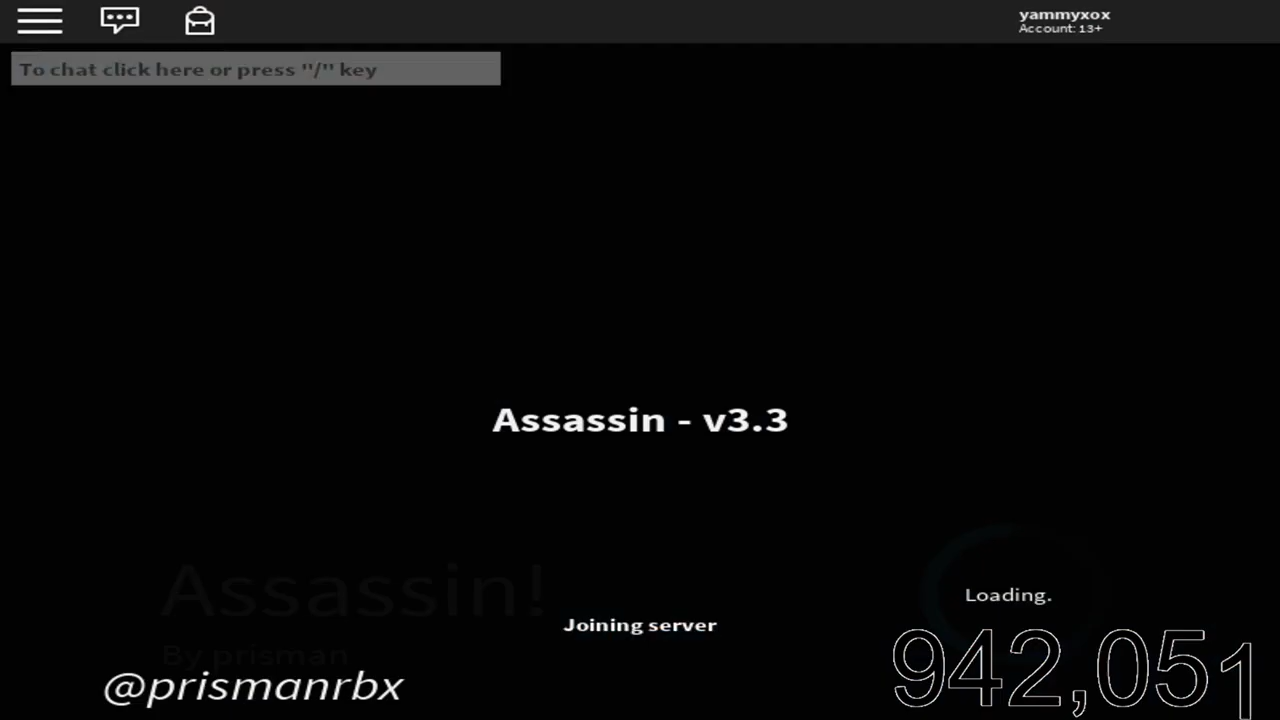 yammyxox
Account: 13+
To chat click here or press "/" key
Assassin - v3.3
Assassin!
Loading.
Joining server
By prisman
@prismanrbx
942,051